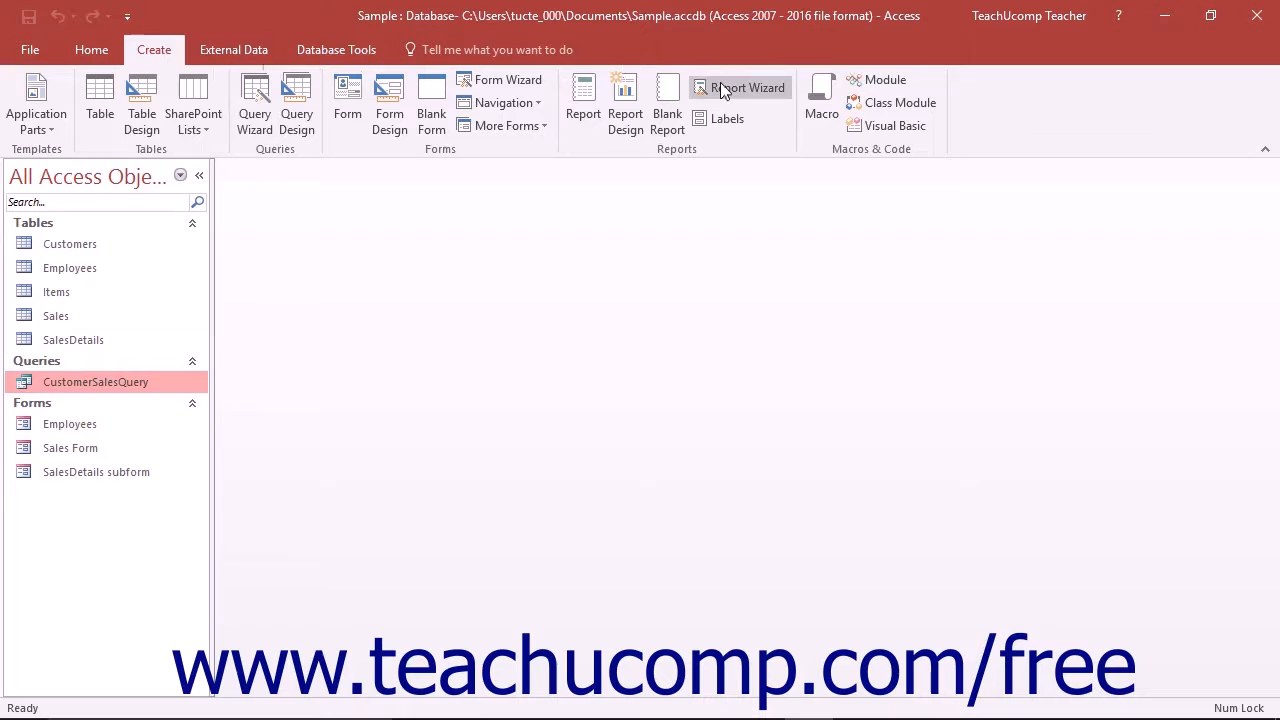 Sample : Database- C:\Users\tucte_000\Documents\Sample.accdb (Access 2007 - 2016 file format) - Access
TeachUcomp Teacher
?
File
Home
Create
External Data
Database Tools
Tell me what you want to do
Application Parts
Templates
Table
Table Design
SharePoint Lists
Tables
Query Wizard
Query Design
Queries
Form
Form Design
Blank Form
Form Wizard
Navigation
More Forms
Forms
Report
Report Design
Blank Report
Report Wizard
Labels
Reports
Macro
Module
Class Module
Visual Basic
Macros & Code
All Access Obje...
Search...
Tables
Customers
Employees
Items
Sales
SalesDetails
Queries
CustomerSalesQuery
Forms
Employees
Sales Form
SalesDetails subform
www.teachucomp.com/free
Ready
Num Lock